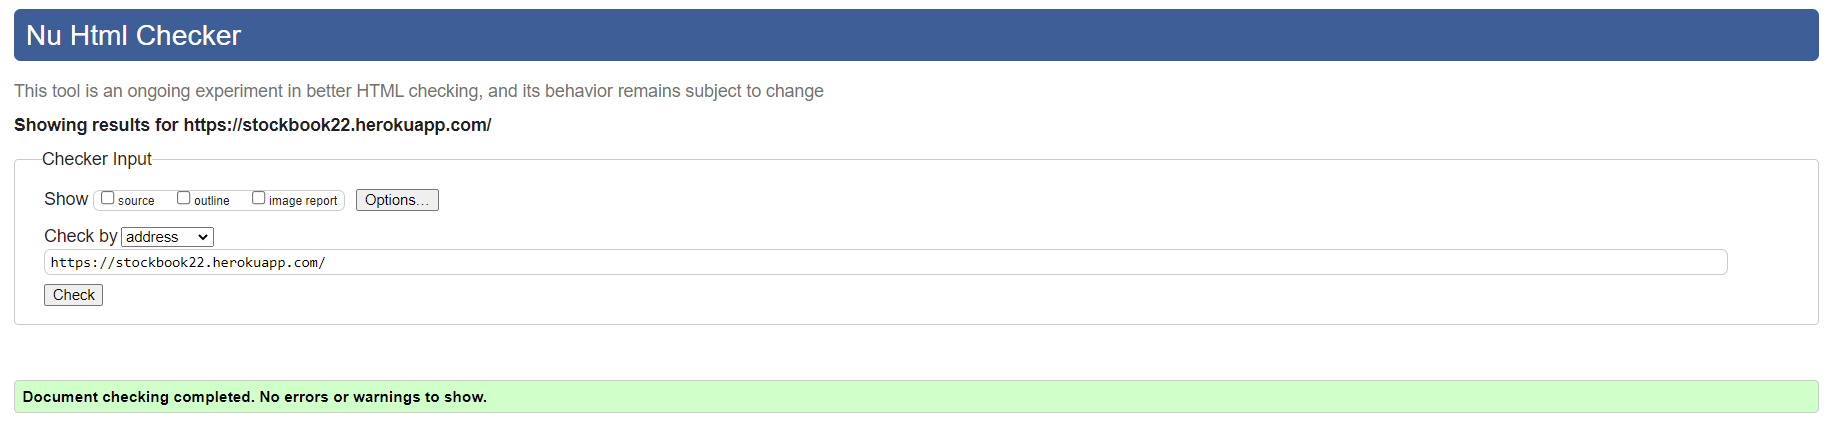 Nu Html Checker
This tool is an ongoing experiment in better HTML checking, and its behavior remains subject to change
Showing results for https://stockbook22.herokuapp.com/
Checker Input
Show source outline image report Options...
Check by address
https://stockbook22.herokuapp.com/
Check
Document checking completed. No errors or warnings to show.